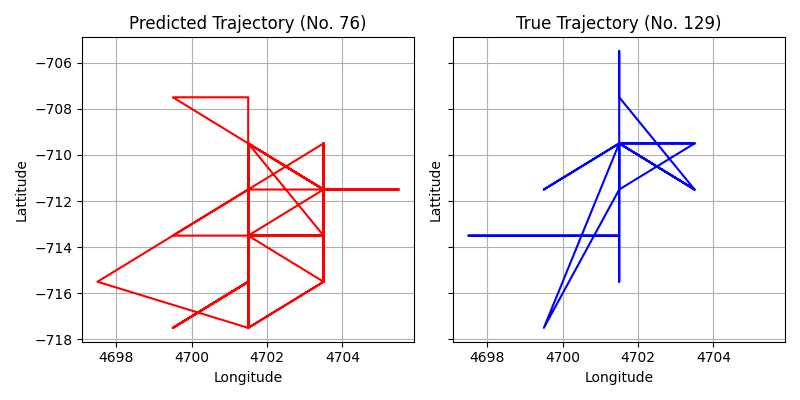 Predicted Trajectory (No. 76)
True Trajectory (No. 129)
−706
−708
−710
−712
−714
−716
−718
Lattitude
Lattitude
4698 4700 4702 4704
4698 4700 4702 4704
Longitude
Longitude